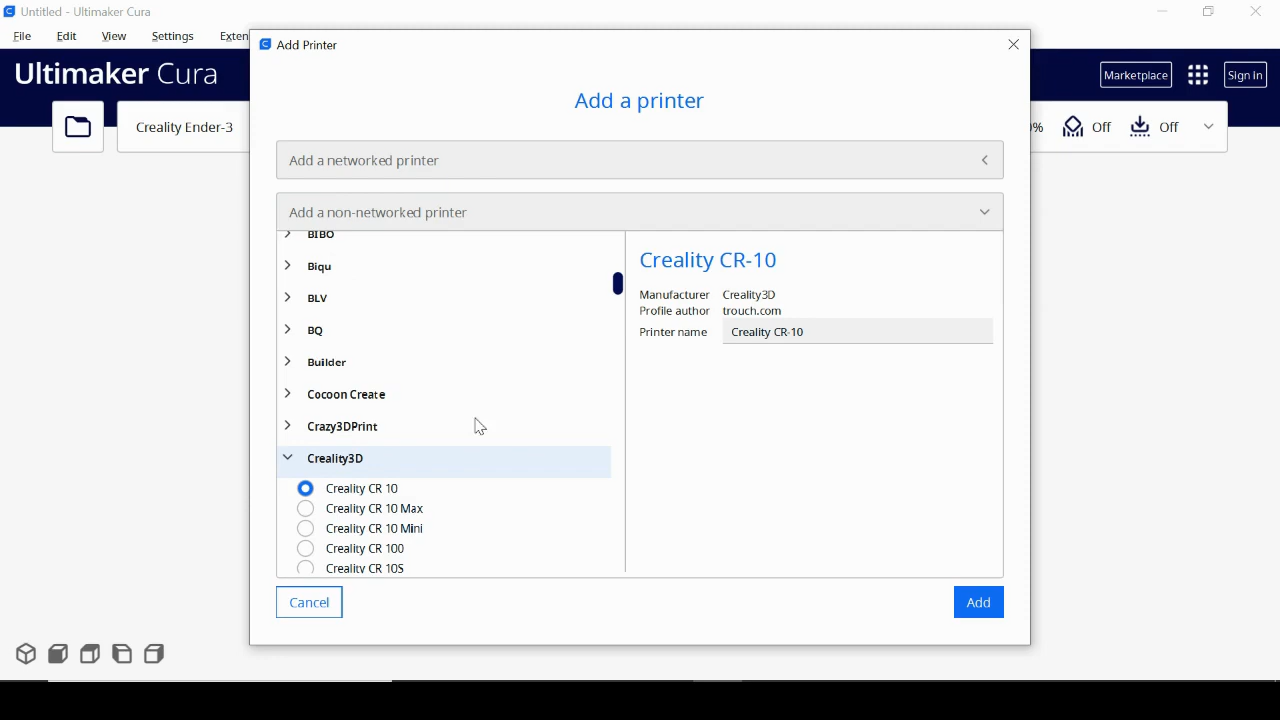 Untitled - Ultimaker Cura
File Edit View Settings Exten
Add Printer
Ultimaker Cura
Marketplace
Sign in
Add a printer
Creality Ender-3
% Off Off
Add a networked printer
Add a non-networked printer
BIBO
Biqu
BLV
BQ
Builder
Cocoon Create
Crazy3DPrint
Creality3D
Creality CR 10
Creality CR 10 Max
Creality CR 10 Mini
Creality CR 100
Creality CR 10S
Creality CR-10
Manufacturer Creality3D
Profile author trouch.com
Printer name Creality CR-10
Cancel
Add